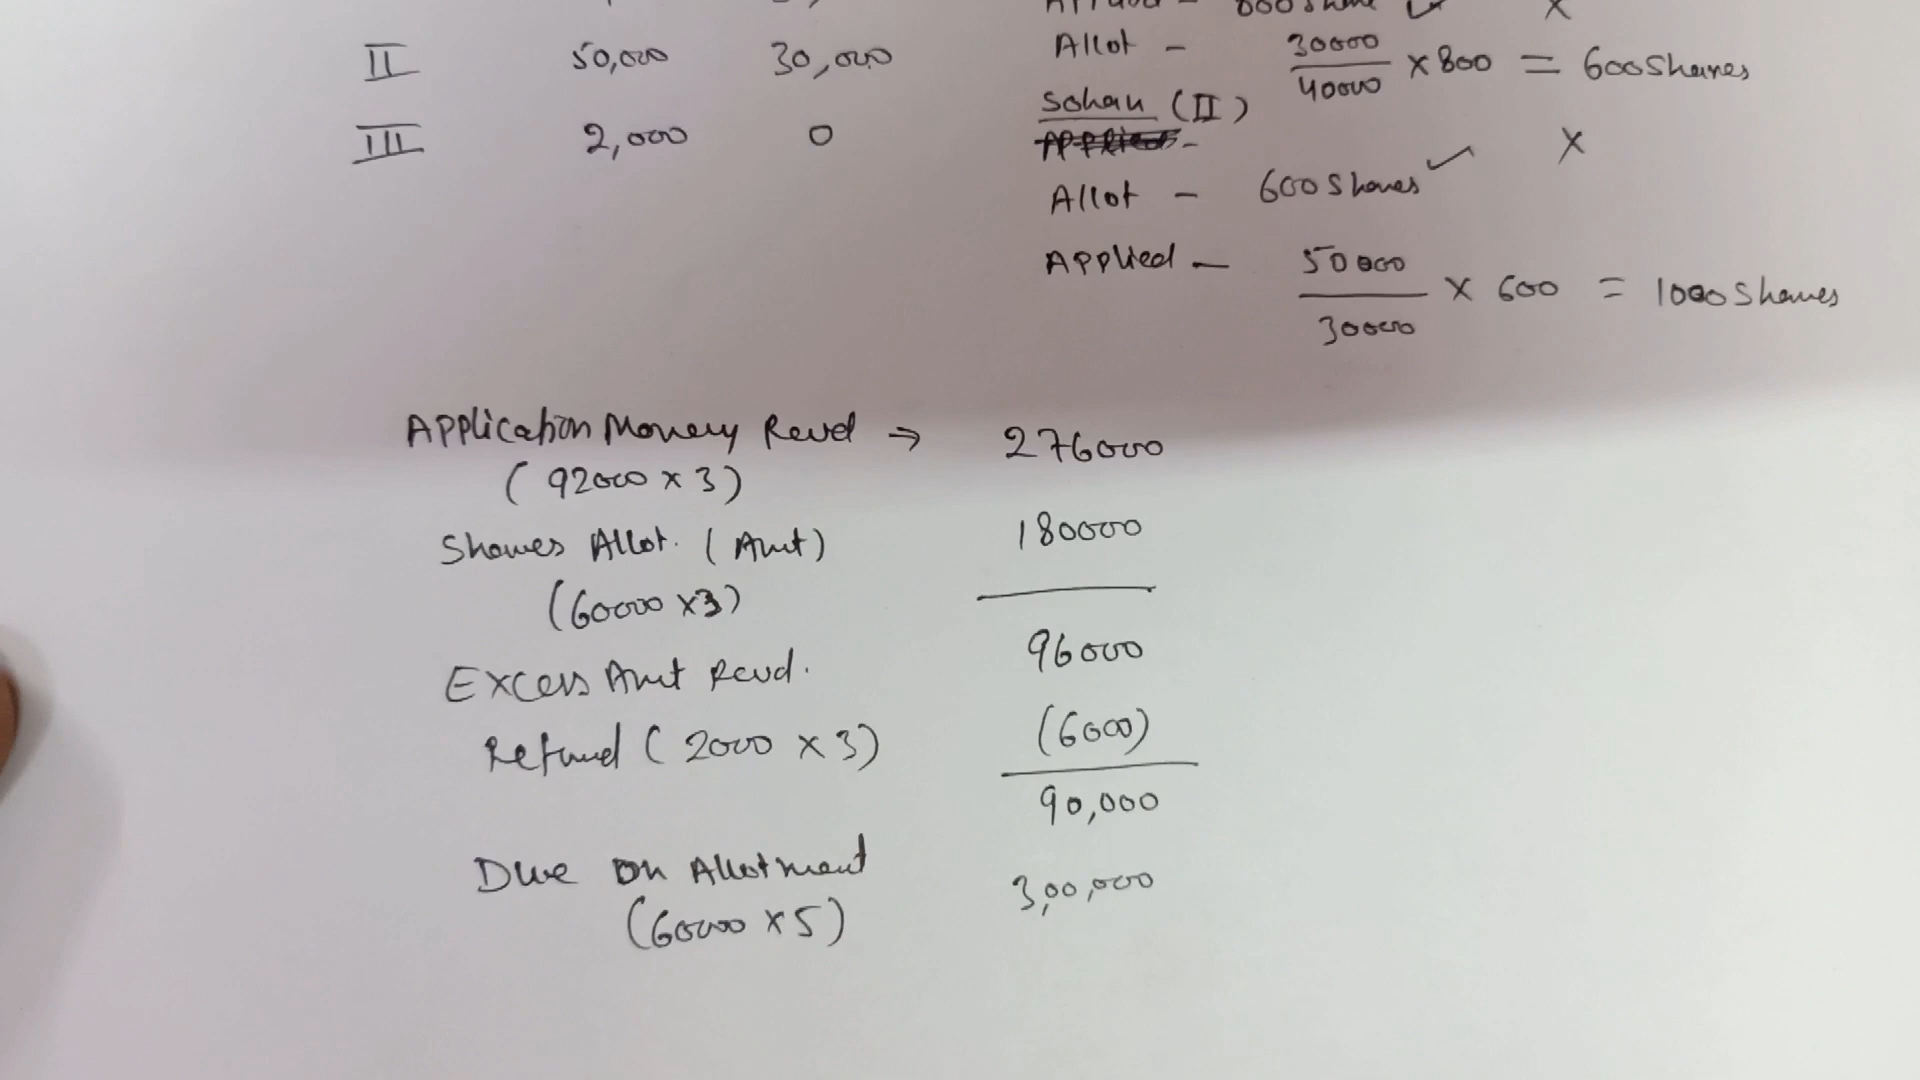 II 50,000 30,000
III 2,000 0
Allot - 30000/40000 × 800 = 600 Shares
Sohan (II)
Allot - 600 Shares ✓ ×
Applied - 50000/30000 × 600 = 1000 Shares
Application Money Recvd → 276000
(92000 × 3)
Shares Allot. (Amt) 180000
(60000 × 3)
Excess Amt Recvd. 96000
Refund (2000 × 3) (6000)
90,000
Due on Allotment 3,00,000
(60000 × 5)